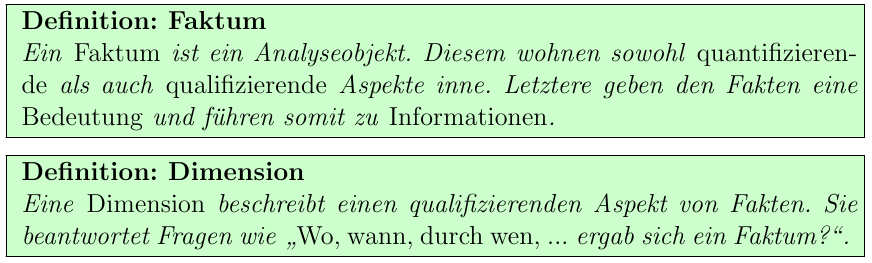 Definition: Faktum
Ein Faktum ist ein Analyseobjekt. Diesem wohnen sowohl quantifizieren-
de als auch qualifizierende Aspekte inne. Letztere geben den Fakten eine
Bedeutung und führen somit zu Informationen.
Definition: Dimension
Eine Dimension beschreibt einen qualifizierenden Aspekt von Fakten. Sie
beantwortet Fragen wie „Wo, wann, durch wen, ... ergab sich ein Faktum?“.